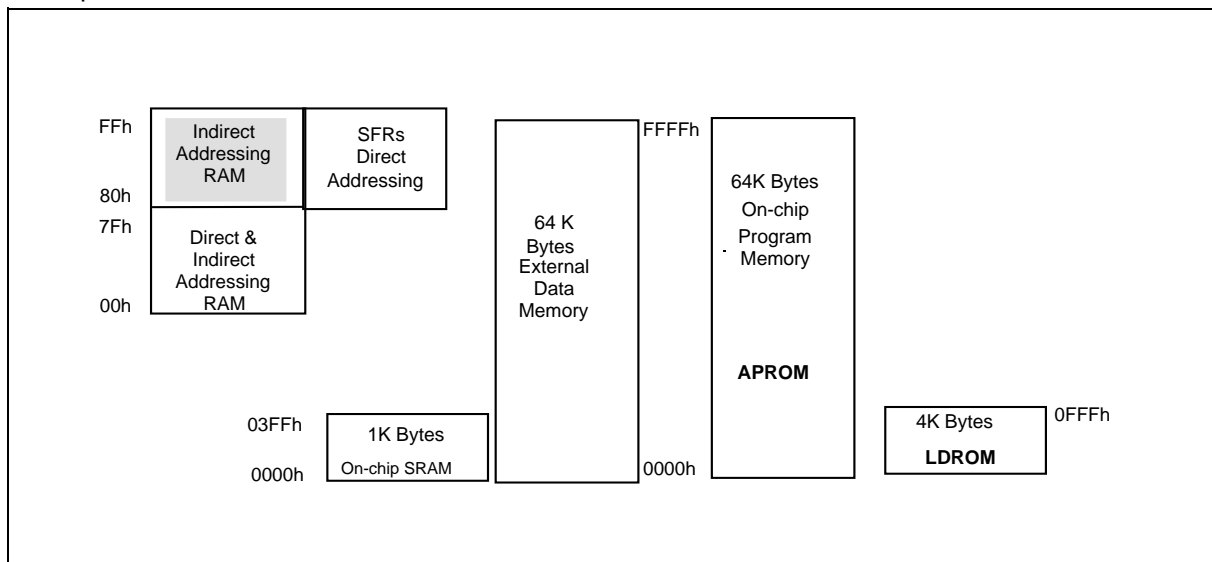 FFh
Indirect
Addressing
RAM
80h
SFRs
Direct
Addressing
7Fh
Direct &
Indirect
Addressing
RAM
00h
03FFh
1K Bytes
On-chip SRAM
0000h
64 K
Bytes
External
Data
Memory
FFFFh
0000h
64K Bytes
On-chip
Program
Memory
APROM
4K Bytes
LDROM
0FFFh